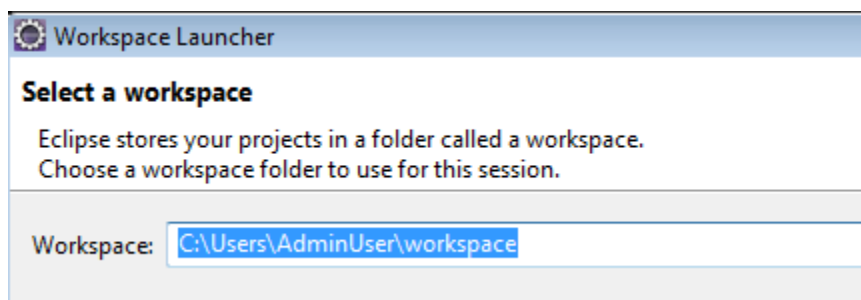 Workspace Launcher
Select a workspace
Eclipse stores your projects in a folder called a workspace.
Choose a workspace folder to use for this session.
Workspace: C:\Users\AdminUser\workspace